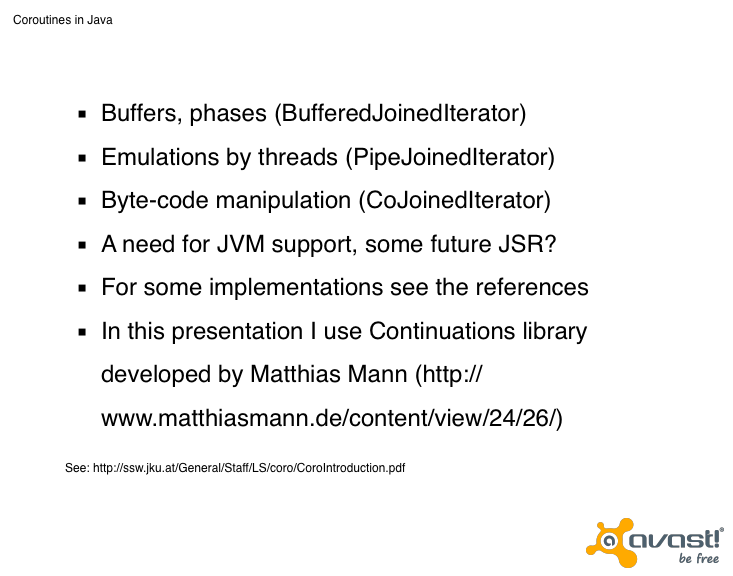 Coroutines in Java
▪ Buffers, phases (BufferedJoinedIterator)
▪ Emulations by threads (PipeJoinedIterator)
▪ Byte-code manipulation (CoJoinedIterator)
▪ A need for JVM support, some future JSR?
▪ For some implementations see the references
▪ In this presentation I use Continuations library
developed by Matthias Mann (http://
www.matthiasmann.de/content/view/24/26/)
See: http://ssw.jku.at/General/Staff/LS/coro/CoroIntroduction.pdf
a avast!®
be free